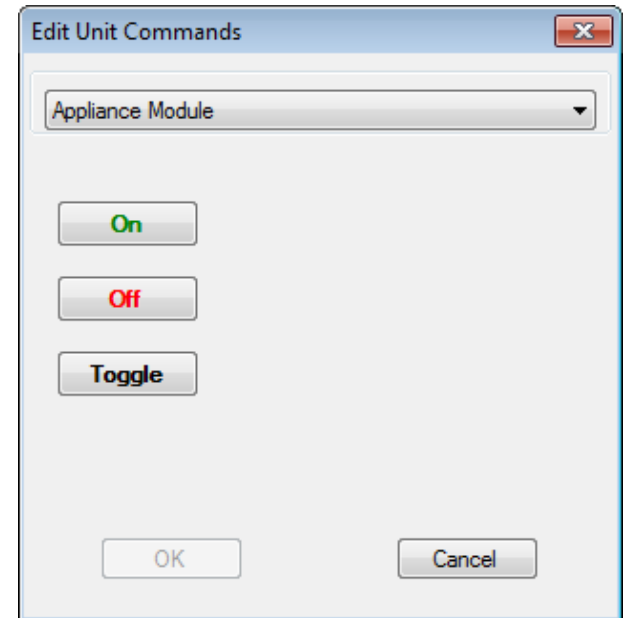 Edit Unit Commands
Appliance Module
On
Off
Toggle
OK
Cancel